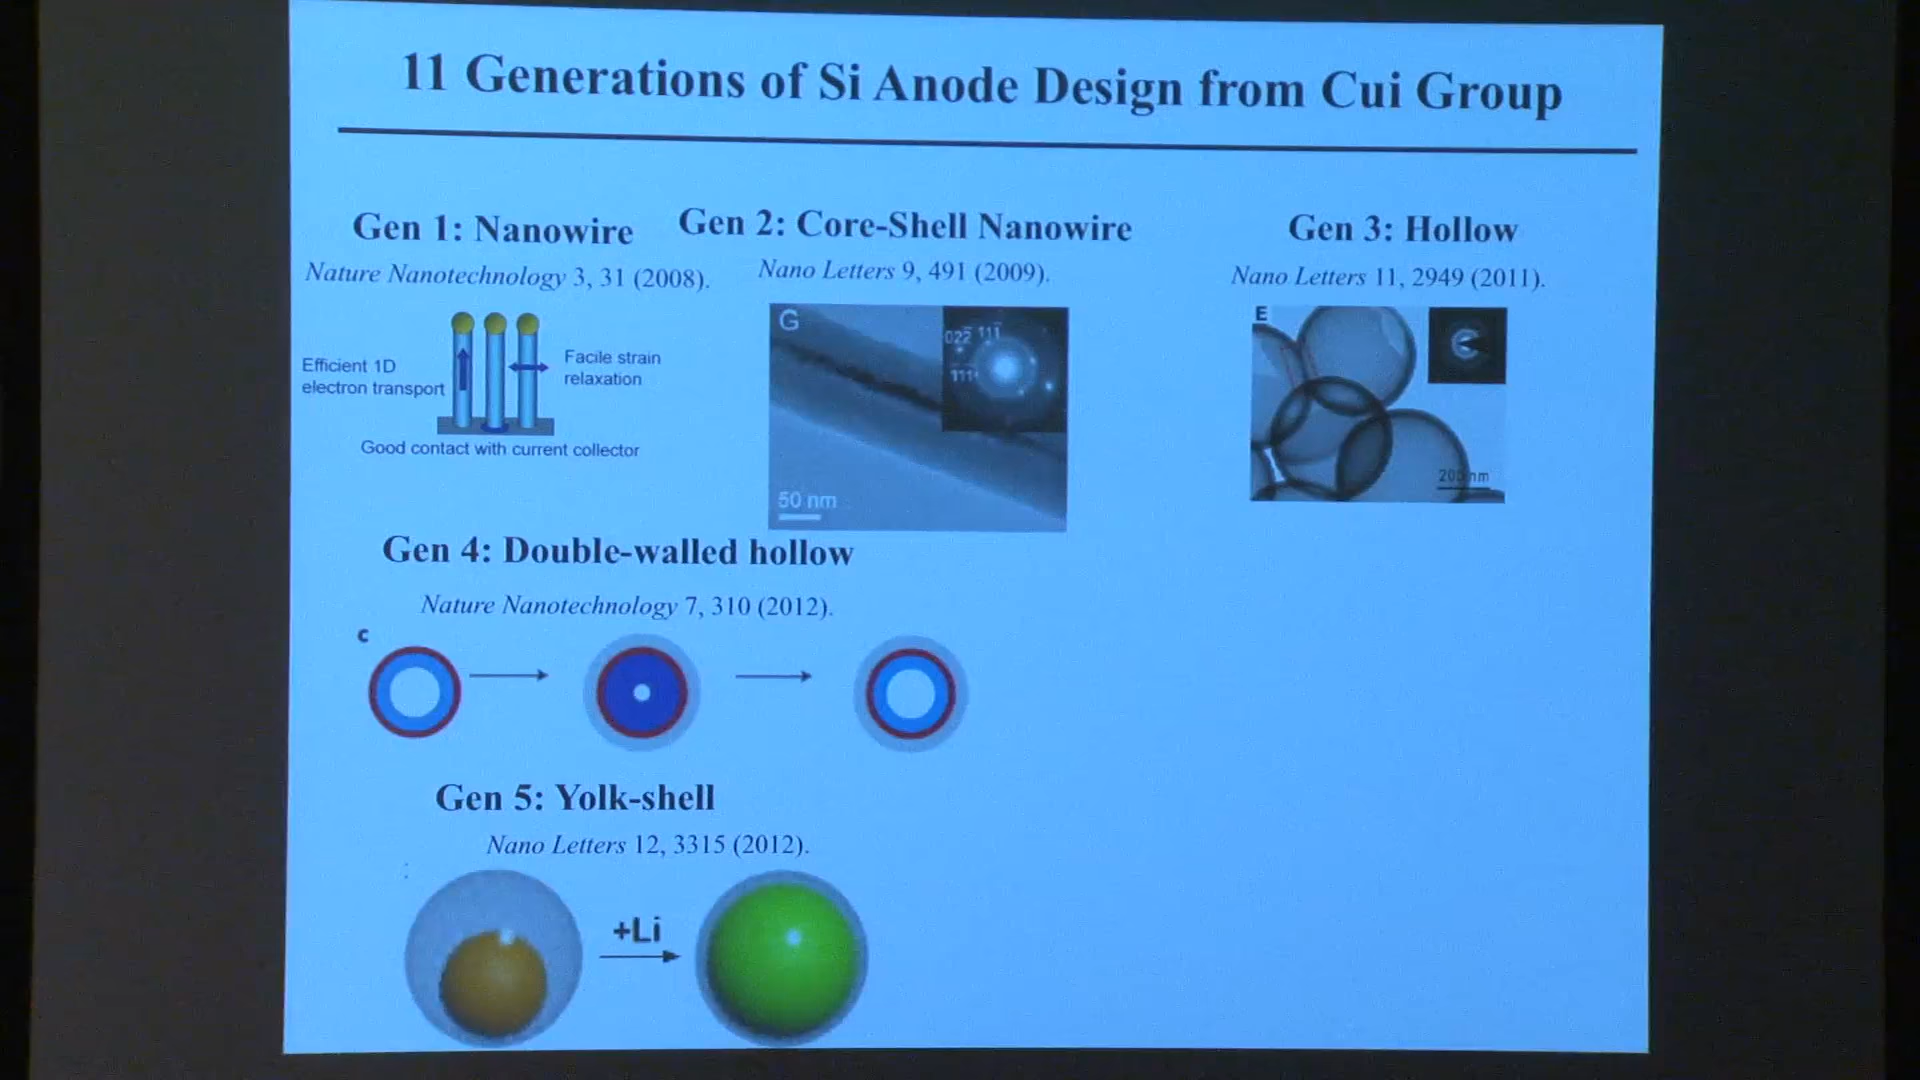 11 Generations of Si Anode Design from Cui Group
Gen 1: Nanowire
Nature Nanotechnology 3, 31 (2008).
Efficient 1D
electron transport
Facile strain
relaxation
Good contact with current collector
Gen 2: Core-Shell Nanowire
Nano Letters 9, 491 (2009).
G
022̅ 111̅
1̅11̅
50 nm
Gen 3: Hollow
Nano Letters 11, 2949 (2011).
E
200 nm
Gen 4: Double-walled hollow
Nature Nanotechnology 7, 310 (2012).
c
Gen 5: Yolk-shell
Nano Letters 12, 3315 (2012).
+Li